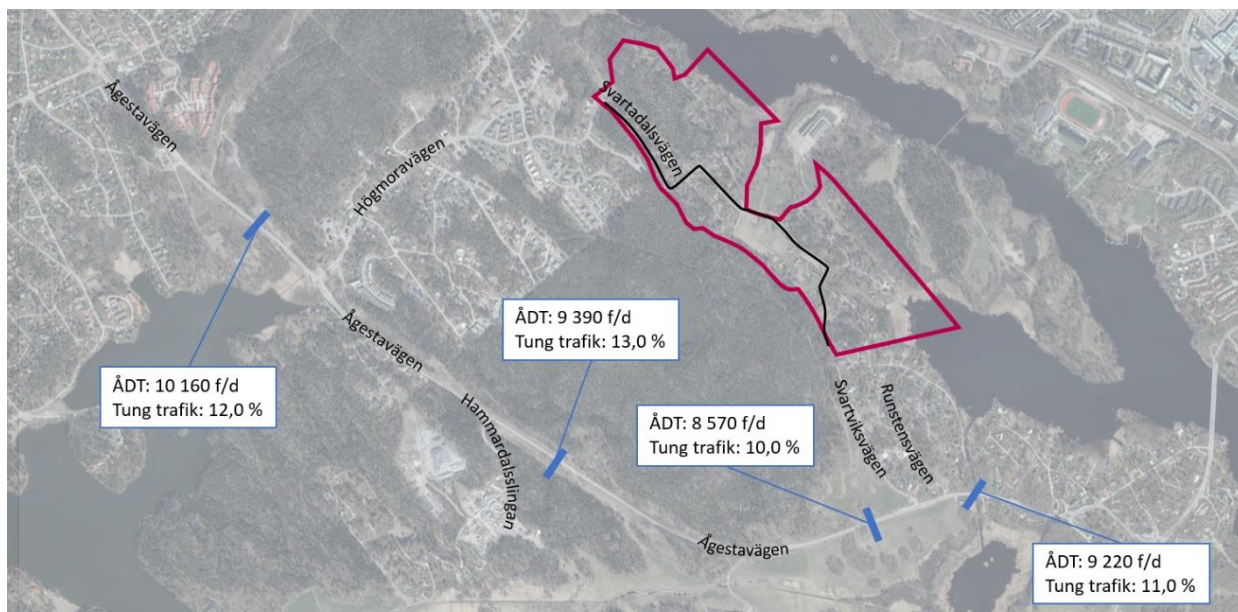 Ågestavägen
Högmoravägen
Svartadalsvägen
ÅDT: 10 160 f/d
Tung trafik: 12,0 %
Ågestavägen
ÅDT: 9 390 f/d
Tung trafik: 13,0 %
Hammardalsslingan
ÅDT: 8 570 f/d
Tung trafik: 10,0 %
Svartviksvägen
Runstensvägen
Ågestavägen
ÅDT: 9 220 f/d
Tung trafik: 11,0 %